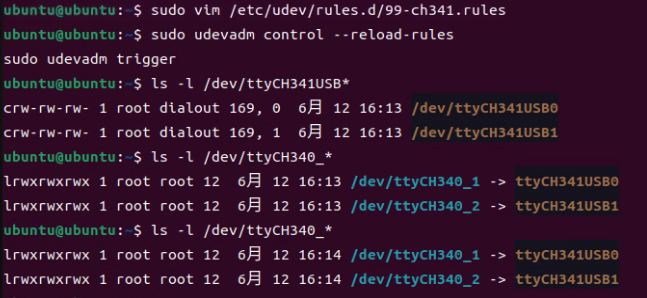 ubuntu@ubuntu:~$ sudo vim /etc/udev/rules.d/99-ch341.rules
ubuntu@ubuntu:~$ sudo udevadm control --reload-rules
sudo udevadm trigger
ubuntu@ubuntu:~$ ls -l /dev/ttyCH341USB*
crw-rw-rw- 1 root dialout 169, 0  6月 12 16:13 /dev/ttyCH341USB0
crw-rw-rw- 1 root dialout 169, 1  6月 12 16:13 /dev/ttyCH341USB1
ubuntu@ubuntu:~$ ls -l /dev/ttyCH340_*
lrwxrwxrwx 1 root root 12  6月 12 16:13 /dev/ttyCH340_1 -> ttyCH341USB0
lrwxrwxrwx 1 root root 12  6月 12 16:13 /dev/ttyCH340_2 -> ttyCH341USB1
ubuntu@ubuntu:~$ ls -l /dev/ttyCH340_*
lrwxrwxrwx 1 root root 12  6月 12 16:14 /dev/ttyCH340_1 -> ttyCH341USB0
lrwxrwxrwx 1 root root 12  6月 12 16:14 /dev/ttyCH340_2 -> ttyCH341USB1